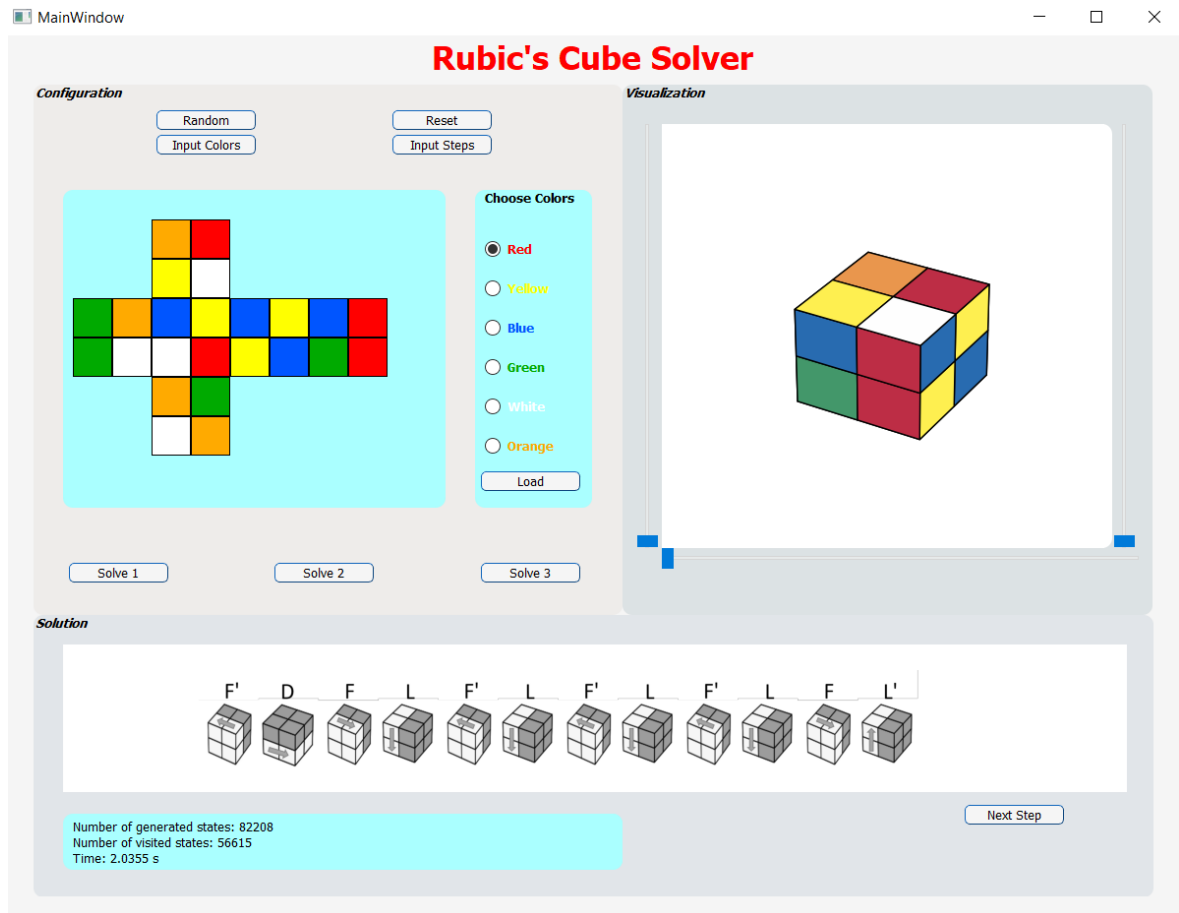 MainWindow
Rubic's Cube Solver
Configuration
Visualization
Random
Reset
Input Colors
Input Steps
Choose Colors
Red
Yellow
Blue
Green
White
Orange
Load
Solve 1
Solve 2
Solve 3
Solution
F' D F L F' L F' L F' L F L'
Next Step
Number of generated states: 82208
Number of visited states: 56615
Time: 2.0355 s